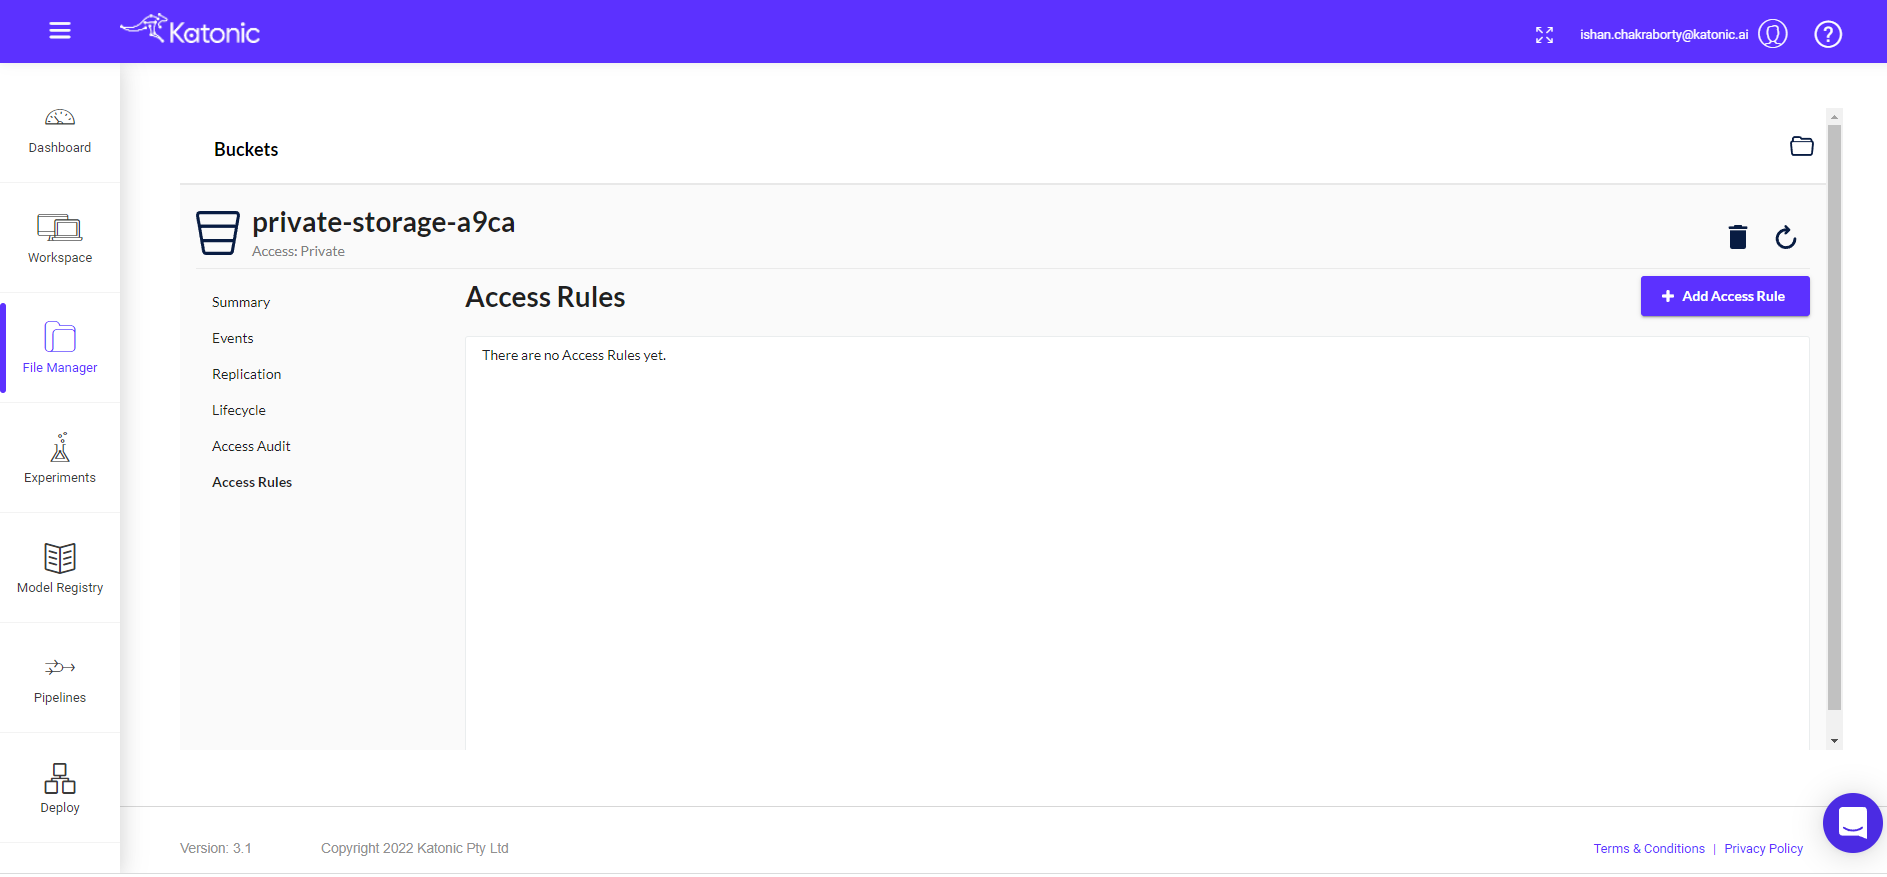 Katonic
ishan.chakraborty@katonic.ai
?
Dashboard
Workspace
File Manager
Experiments
Model Registry
Pipelines
Deploy
Buckets
private-storage-a9ca
Access: Private
Summary
Events
Replication
Lifecycle
Access Audit
Access Rules
Access Rules
+ Add Access Rule
There are no Access Rules yet.
Version: 3.1
Copyright 2022 Katonic Pty Ltd
Terms & Conditions | Privacy Policy